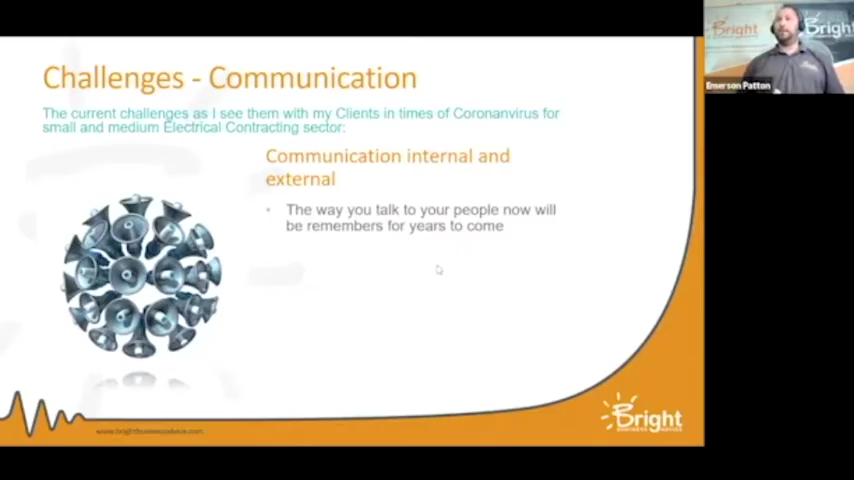 Challenges - Communication
The current challenges as I see them with my Clients in times of Coronanvirus for
small and medium Electrical Contracting sector:
Communication internal and
external
• The way you talk to your people now will
be remembers for years to come
Bright
Bright
Emerson Patton
Bright